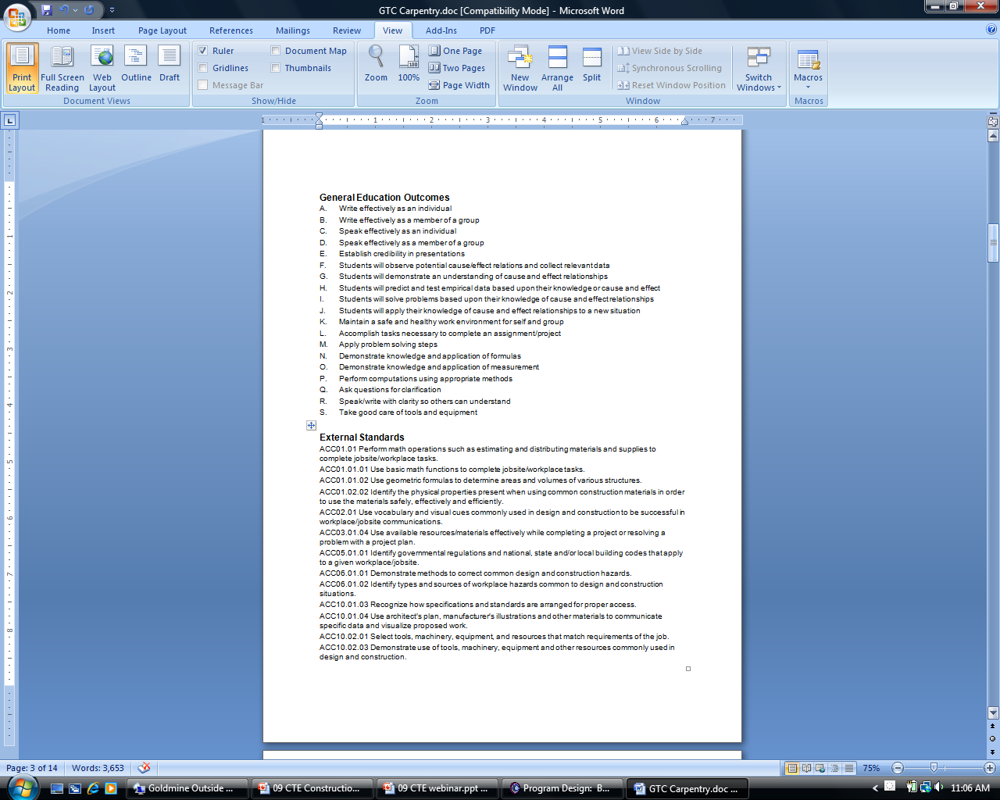 GTC Carpentry.doc [Compatibility Mode] - Microsoft Word
Home Insert Page Layout References Mailings Review View Add-Ins PDF
Print Layout
Full Screen Reading
Web Layout
Outline
Draft
Document Views
Ruler
Gridlines
Message Bar
Document Map
Thumbnails
Show/Hide
Zoom
100%
One Page
Two Pages
Page Width
Zoom
New Window
Arrange All
Split
View Side by Side
Synchronous Scrolling
Reset Window Position
Window
Switch Windows
Macros
Macros
L
1 1 2 3 4 5 6 7
1
2
3
4
5
6
7
8
General Education Outcomes
A. Write effectively as an individual
B. Write effectively as a member of a group
C. Speak effectively as an individual
D. Speak effectively as a member of a group
E. Establish credibility in presentations
F. Students will observe potential cause/effect relations and collect relevant data
G. Students will demonstrate an understanding of cause and effect relationships
H. Students will predict and test empirical data based upon their knowledge or cause and effect
I. Students will solve problems based upon their knowledge of cause and effect relationships
J. Students will apply their knowledge of cause and effect relationships to a new situation
K. Maintain a safe and healthy work environment for self and group
L. Accomplish tasks necessary to complete an assignment/project
M. Apply problem solving steps
N. Demonstrate knowledge and application of formulas
O. Demonstrate knowledge and application of measurement
P. Perform computations using appropriate methods
Q. Ask questions for clarification
R. Speak/write with clarity so others can understand
S. Take good care of tools and equipment
External Standards
ACC01.01 Perform math operations such as estimating and distributing materials and supplies to
complete jobsite/workplace tasks.
ACC01.01.01 Use basic math functions to complete jobsite/workplace tasks.
ACC01.01.02 Use geometric formulas to determine areas and volumes of various structures.
ACC01.02.02 Identify the physical properties present when using common construction materials in order
to use the materials safely, effectively and efficiently.
ACC02.01 Use vocabulary and visual cues commonly used in design and construction to be successful in
workplace/jobsite communications.
ACC03.01.04 Use available resources/materials effectively while completing a project or resolving a
problem with a project plan.
ACC05.01.01 Identify governmental regulations and national, state and/or local building codes that apply
to a given workplace/jobsite.
ACC06.01.01 Demonstrate methods to correct common design and construction hazards.
ACC06.01.02 Identify types and sources of workplace hazards common to design and construction
situations.
ACC10.01.03 Recognize how specifications and standards are arranged for proper access.
ACC10.01.04 Use architect's plan, manufacturer's illustrations and other materials to communicate
specific data and visualize proposed work.
ACC10.02.01 Select tools, machinery, equipment, and resources that match requirements of the job.
ACC10.02.03 Demonstrate use of tools, machinery, equipment and other resources commonly used in
design and construction.
Page: 3 of 14 Words: 3,653 75%
Goldmine Outside ... 09 CTE Constructio... 09 CTE webinar.ppt ... Program Design: B... GTC Carpentry.doc ... 11:06 AM